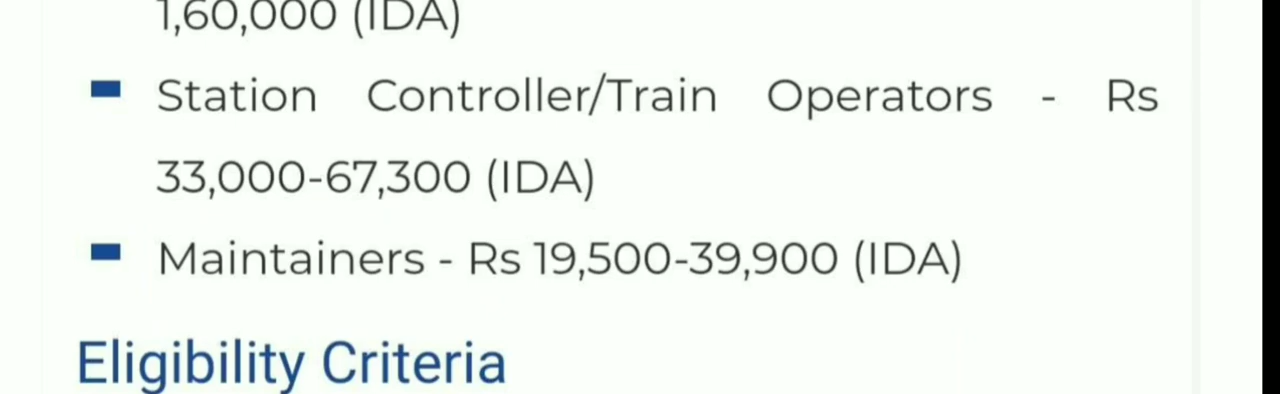 1,60,000 (IDA)
Station Controller/Train Operators - Rs
33,000-67,300 (IDA)
Maintainers - Rs 19,500-39,900 (IDA)
Eligibility Criteria